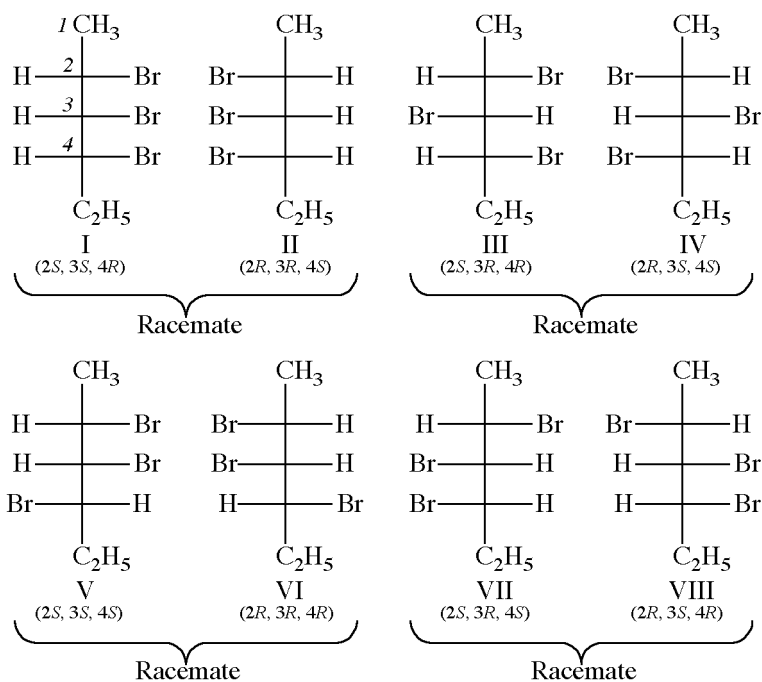 1 CH₃ CH₃ CH₃ CH₃
H 2 Br Br H H Br Br H
H 3 Br Br H Br H H Br
H 4 Br Br H H Br Br H
C₂H₅ C₂H₅ C₂H₅ C₂H₅
I II III IV
(2S, 3S, 4R) (2R, 3R, 4S) (2S, 3R, 4R) (2R, 3S, 4S)
Racemate Racemate
CH₃ CH₃ CH₃ CH₃
H Br Br H H Br Br H
H Br Br H Br H H Br
Br H H Br Br H H Br
C₂H₅ C₂H₅ C₂H₅ C₂H₅
V VI VII VIII
(2S, 3S, 4S) (2R, 3R, 4R) (2S, 3R, 4S) (2R, 3S, 4R)
Racemate Racemate